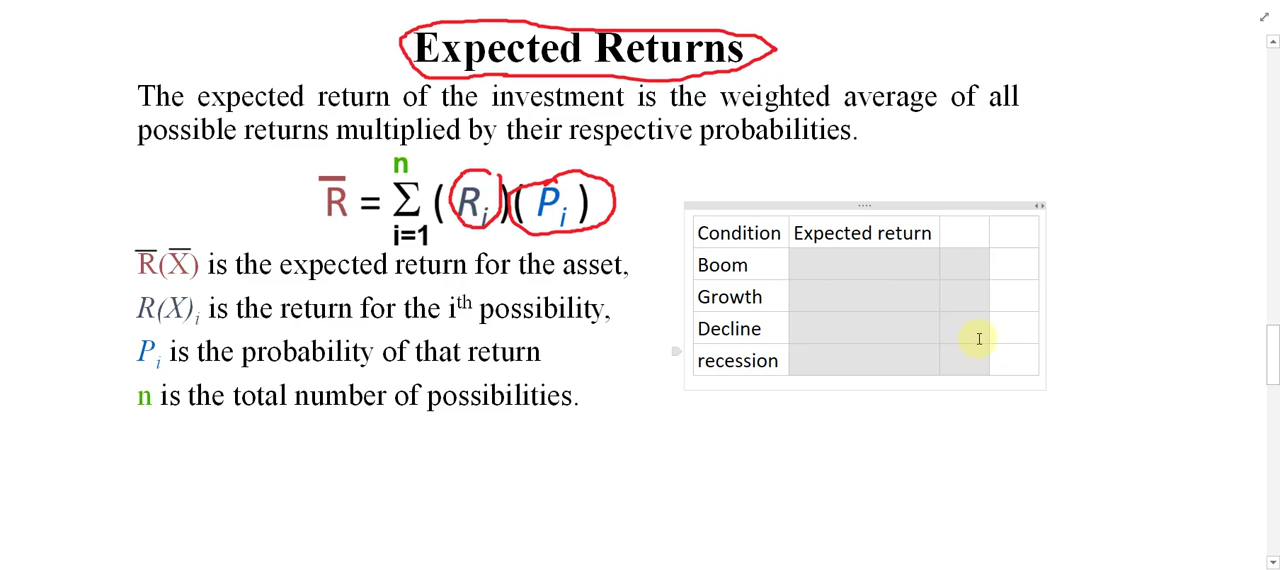 Expected Returns
The expected return of the investment is the weighted average of all
possible returns multiplied by their respective probabilities.
R̅ = n Σ i=1 (Ri)(Pi)
R̅(X̅) is the expected return for the asset,
R(X)i is the return for the ith possibility,
Pi is the probability of that return
n is the total number of possibilities.
Condition Expected return
Boom
Growth
Decline
recession